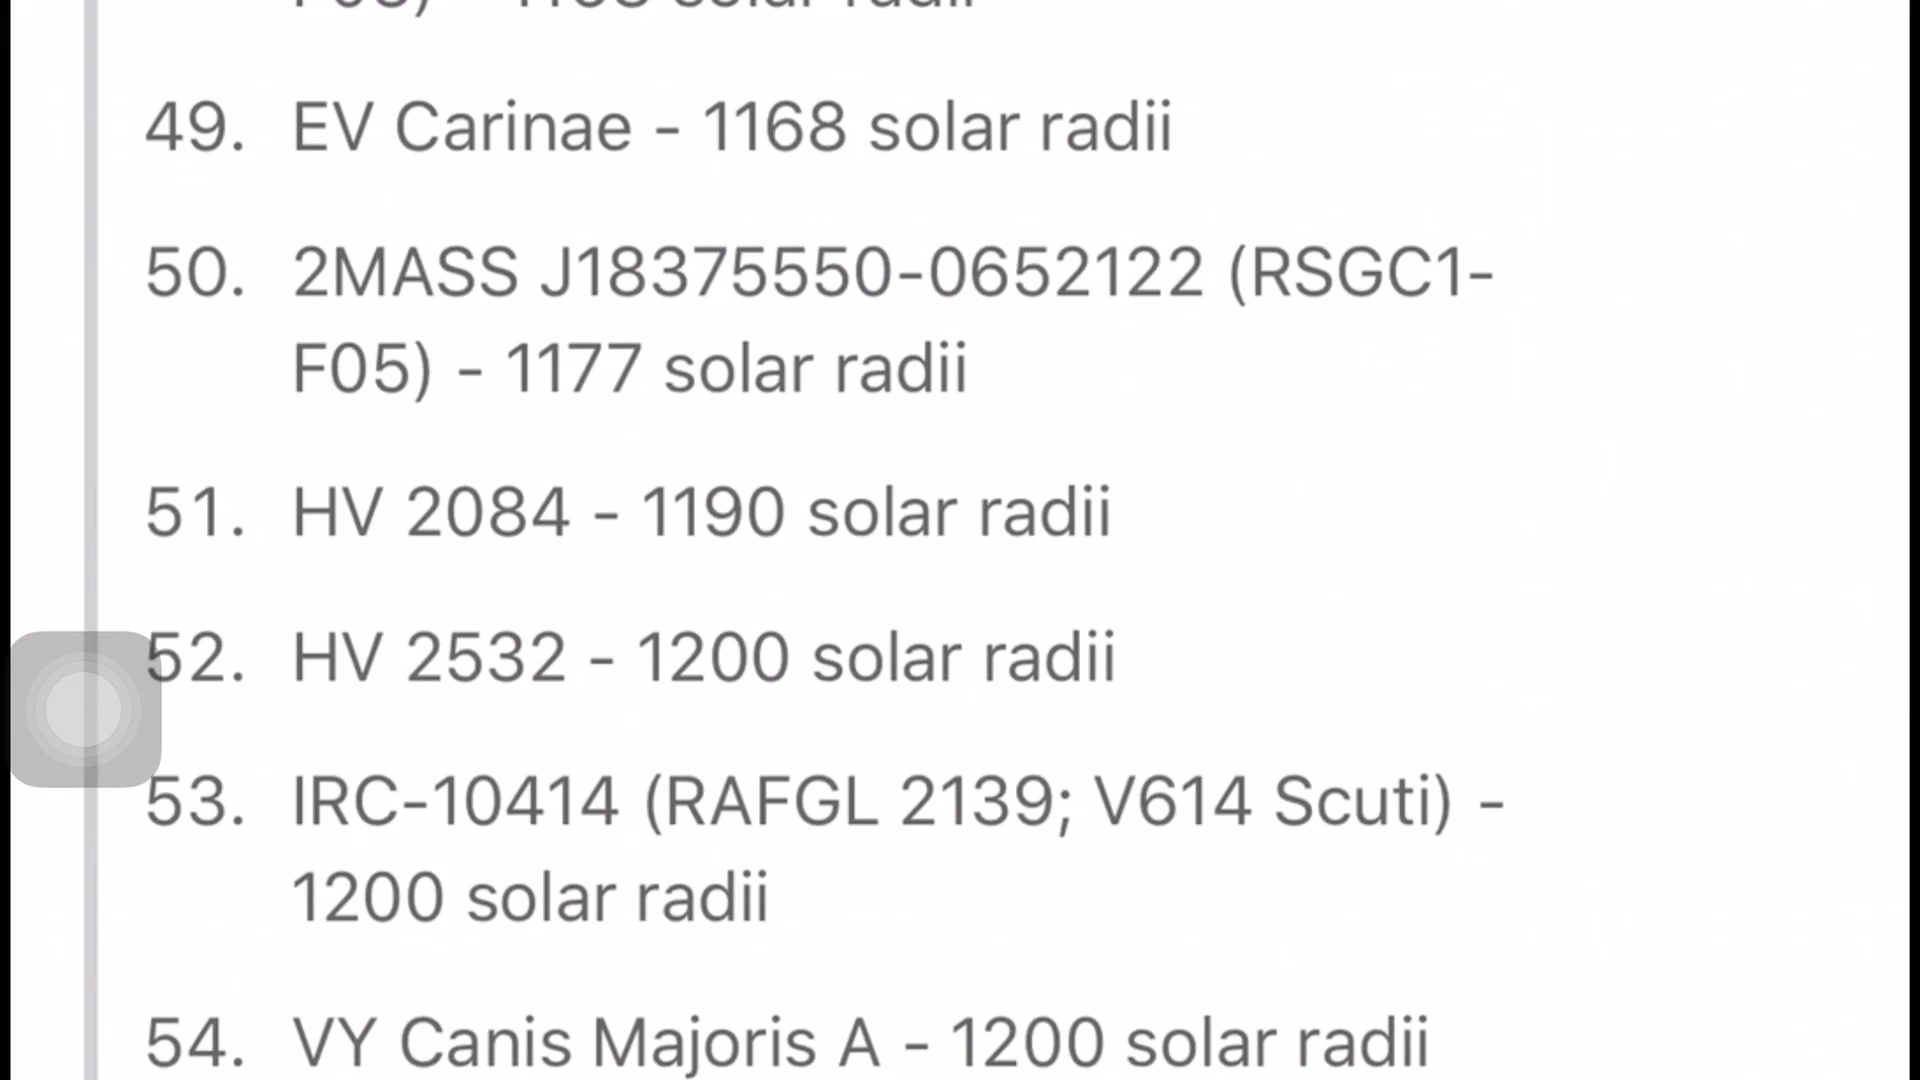 solar radii
49. EV Carinae - 1168 solar radii
50. 2MASS J18375550-0652122 (RSGC1-
F05) - 1177 solar radii
51. HV 2084 - 1190 solar radii
52. HV 2532 - 1200 solar radii
53. IRC-10414 (RAFGL 2139; V614 Scuti) -
1200 solar radii
54. VY Canis Majoris A - 1200 solar radii